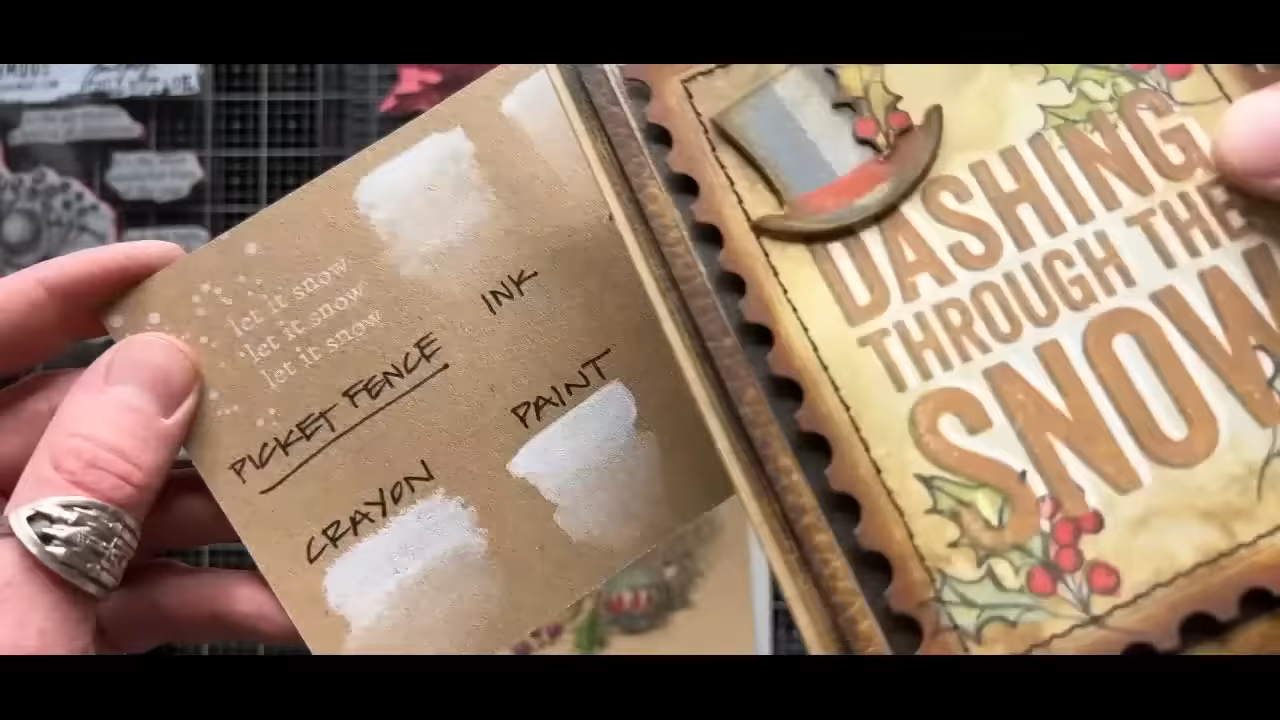 let it snow
let it snow
let it snow
PICKET FENCE
INK
PAINT
CRAYON
DASHING
THROUGH THE
SNOW